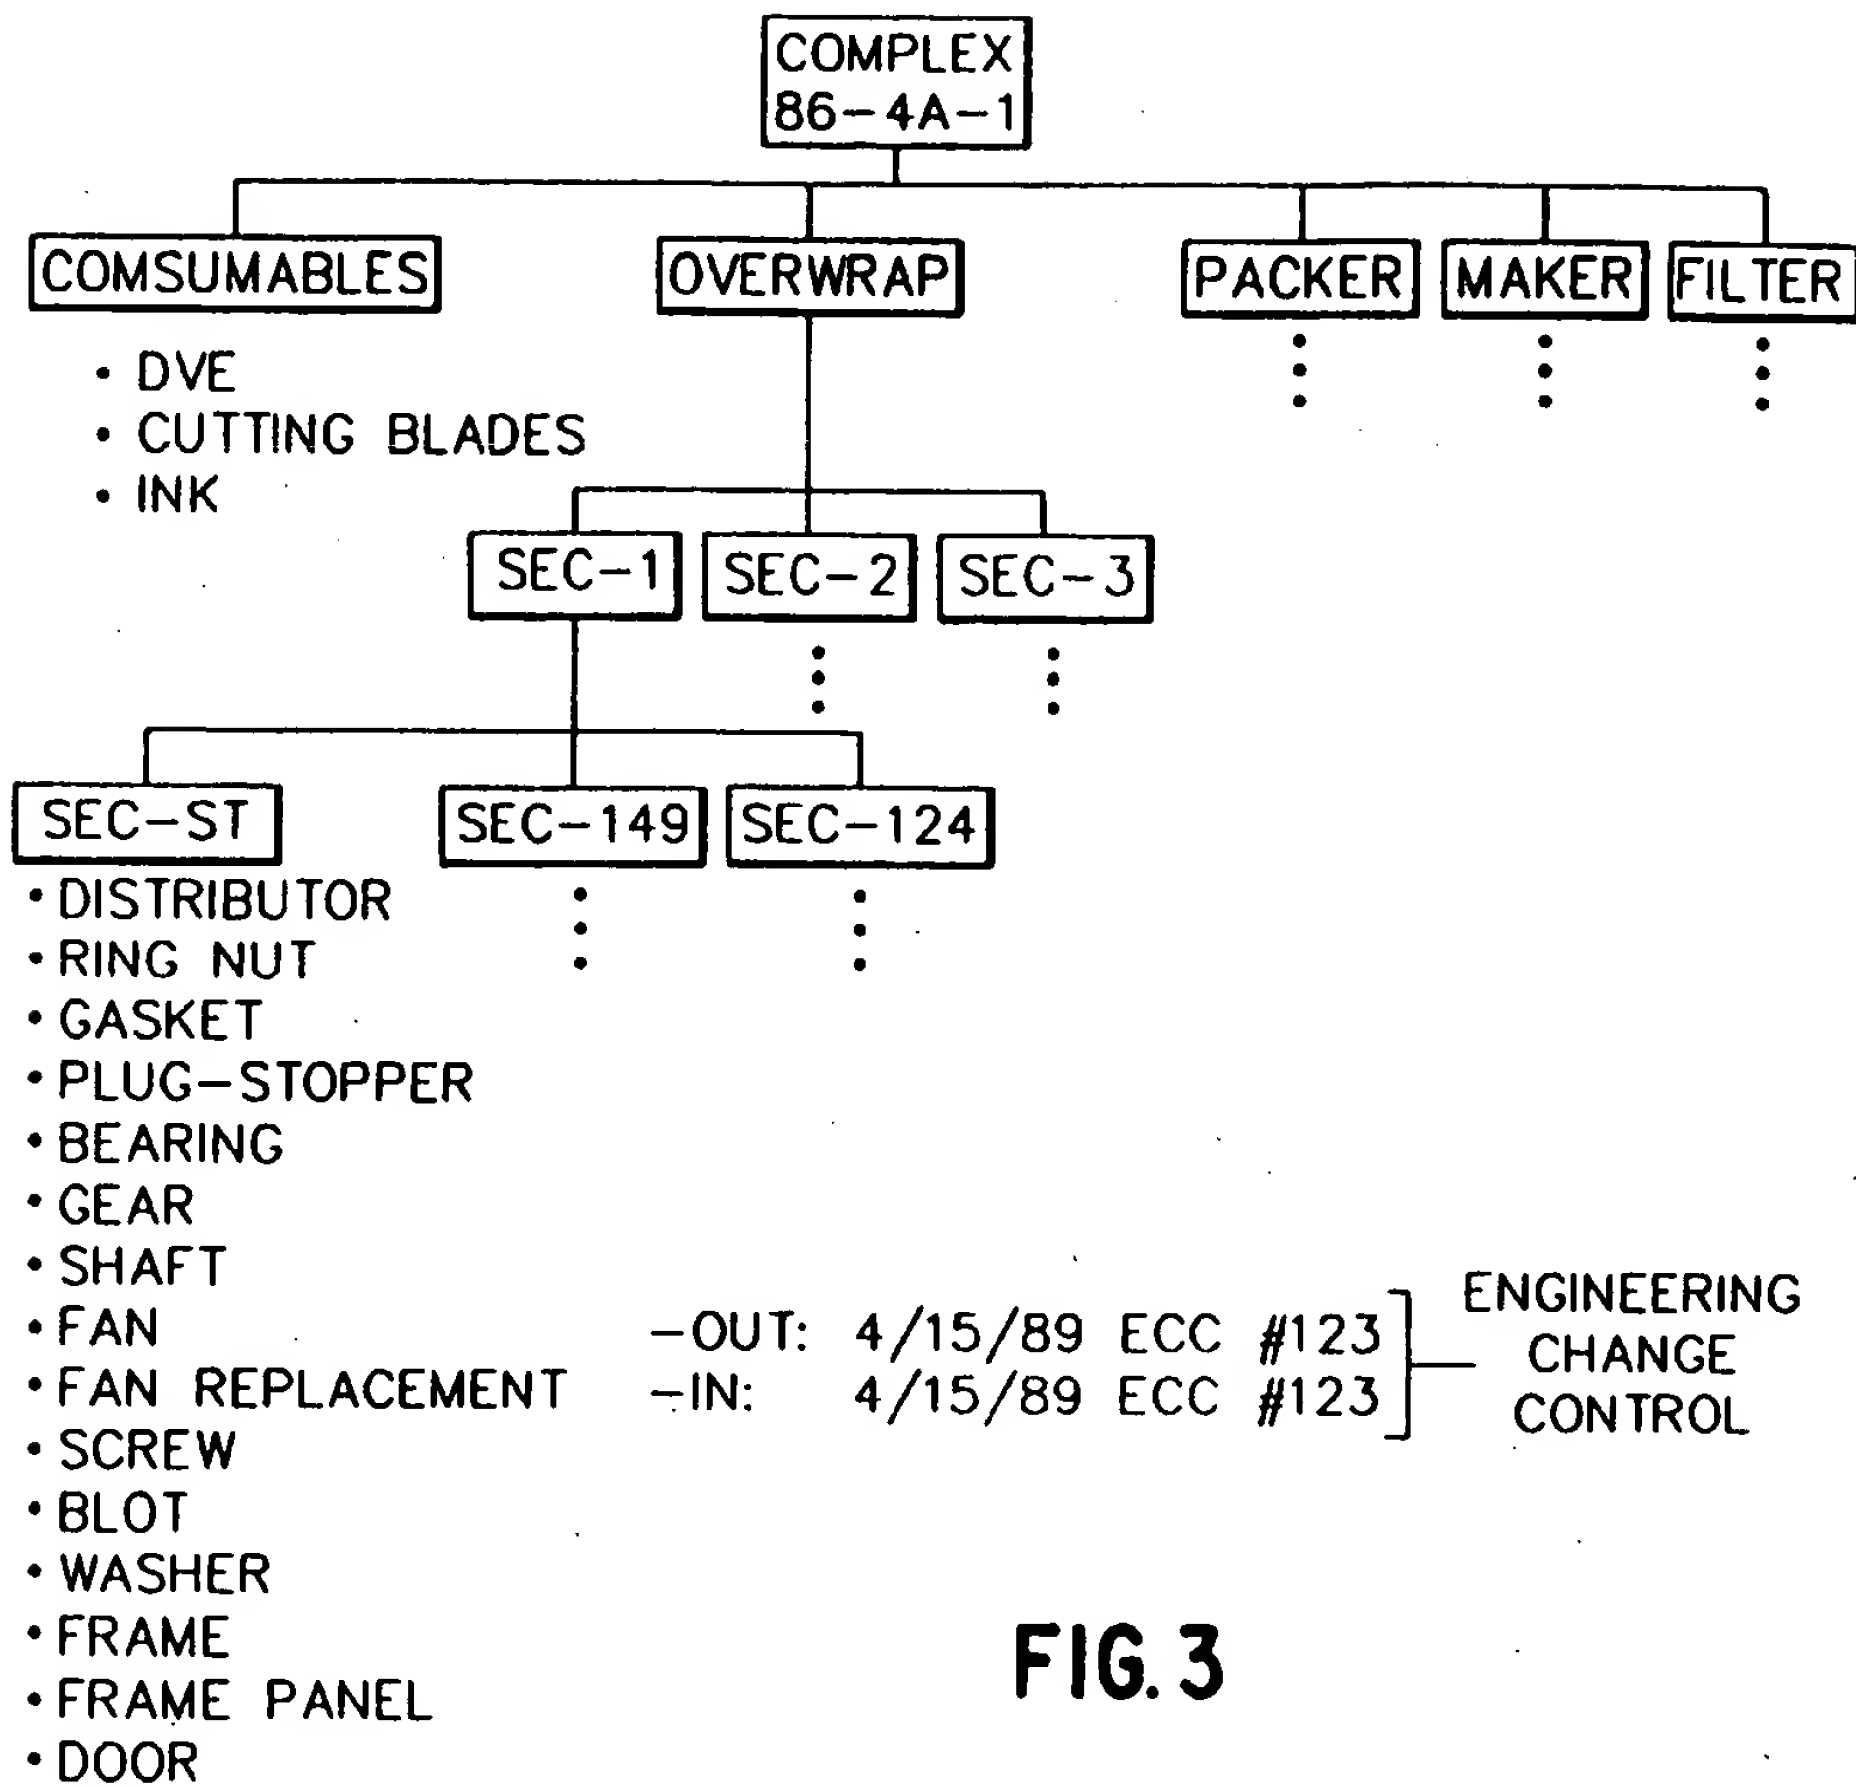 COMPLEX
86-4A-1
COMSUMABLES
OVERWRAP
PACKER
MAKER
FILTER
• DVE
• CUTTING BLADES
• INK
SEC-1
SEC-2
SEC-3
SEC-ST
SEC-149
SEC-124
• DISTRIBUTOR
• RING NUT
• GASKET
• PLUG-STOPPER
• BEARING
• GEAR
• SHAFT
• FAN -OUT: 4/15/89 ECC #123
• FAN REPLACEMENT -IN: 4/15/89 ECC #123
ENGINEERING
CHANGE
CONTROL
• SCREW
• BLOT
• WASHER
• FRAME
• FRAME PANEL
• DOOR
FIG. 3